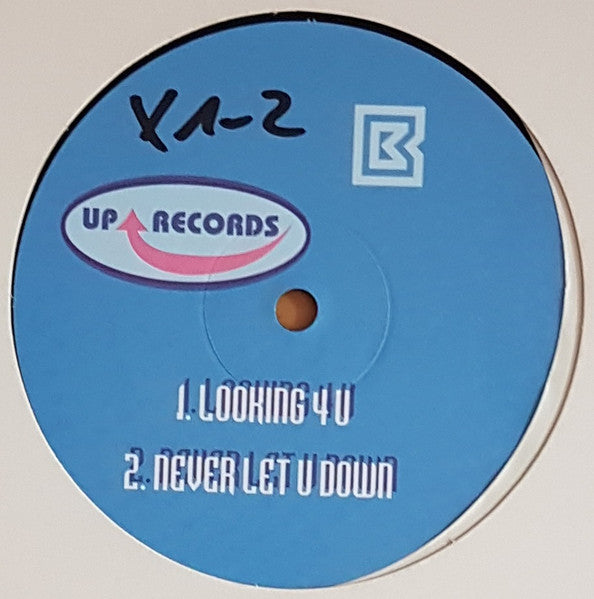 X1-2
B
UP RECORDS
1. LOOKING 4 U
2. NEVER LET U DOWN